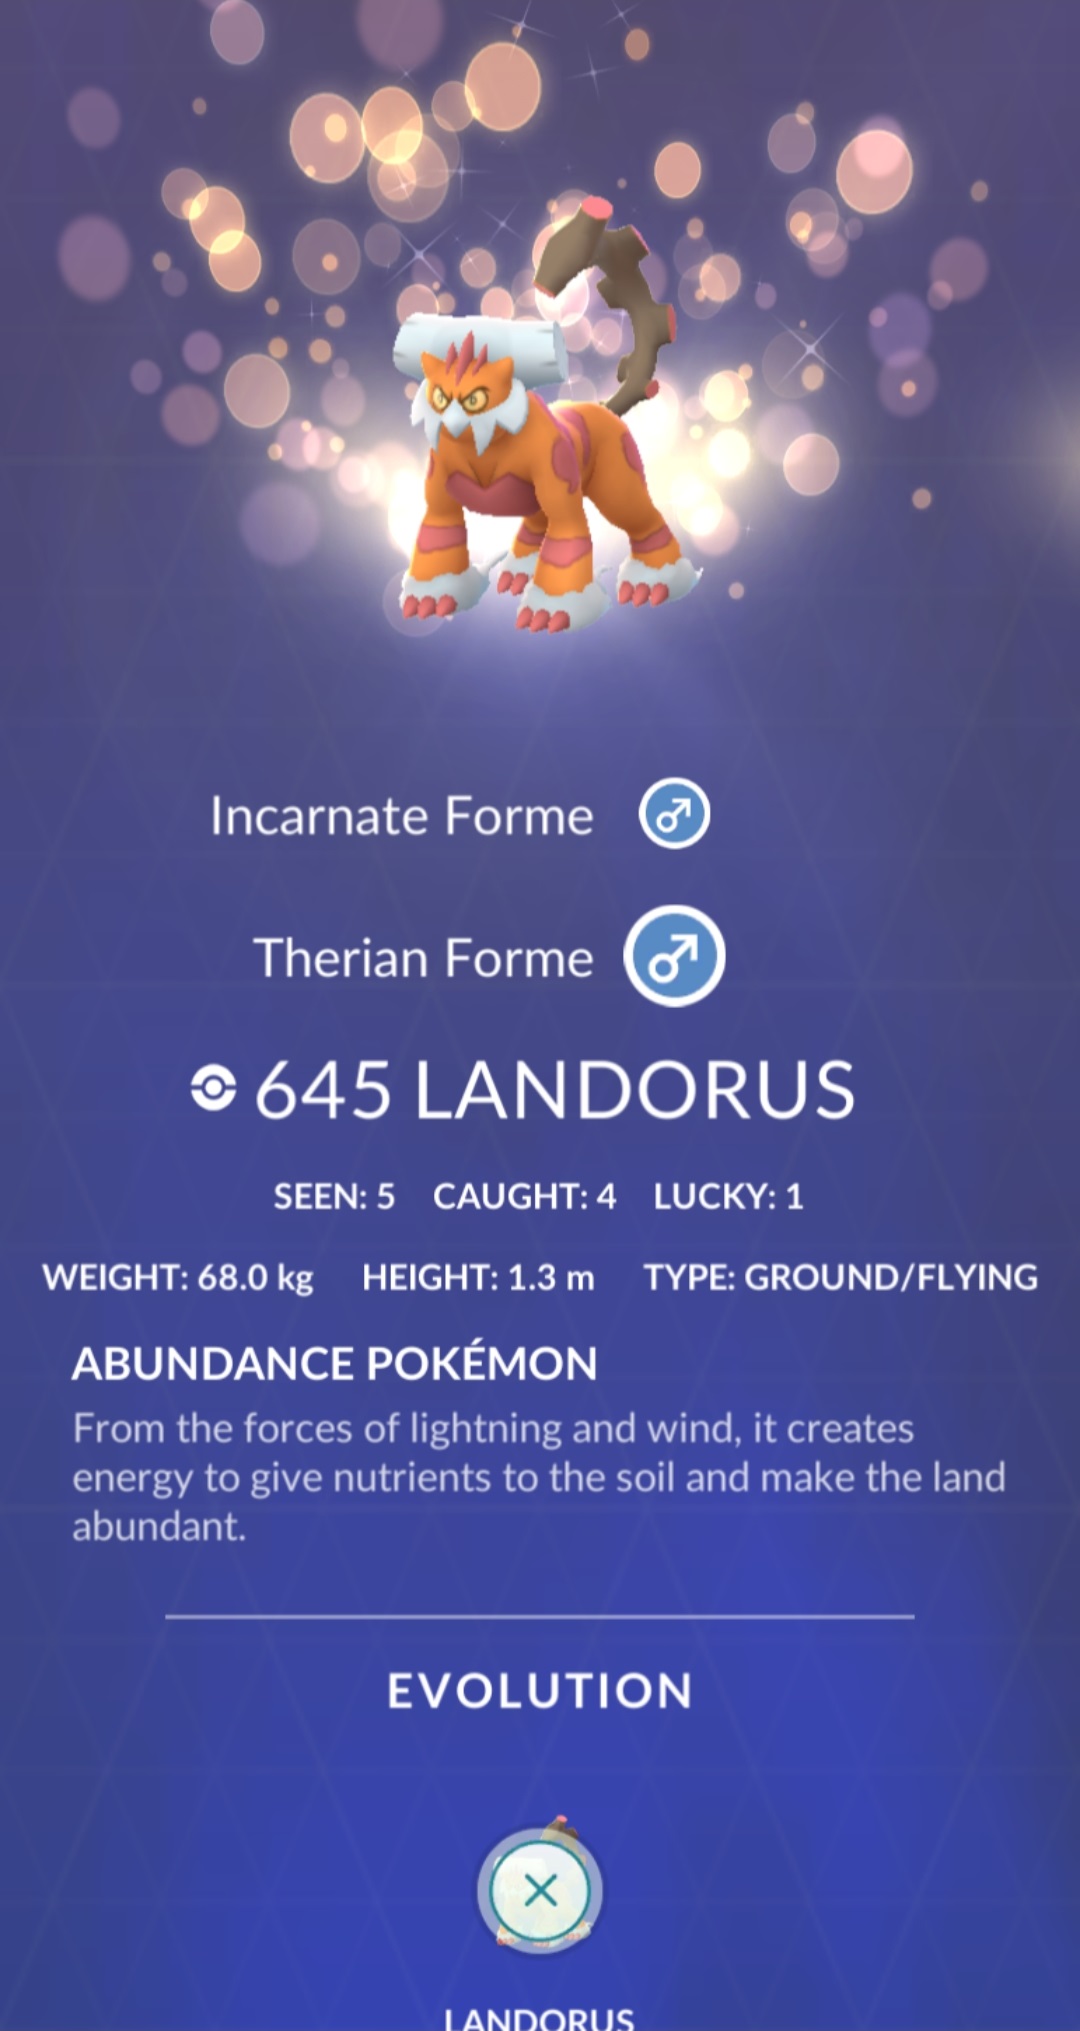 Incarnate Forme
Therian Forme
645 LANDORUS
SEEN: 5 CAUGHT: 4 LUCKY: 1
WEIGHT: 68.0 kg HEIGHT: 1.3 m TYPE: GROUND/FLYING
ABUNDANCE POKÉMON
From the forces of lightning and wind, it creates
energy to give nutrients to the soil and make the land
abundant.
EVOLUTION
LANDORUS